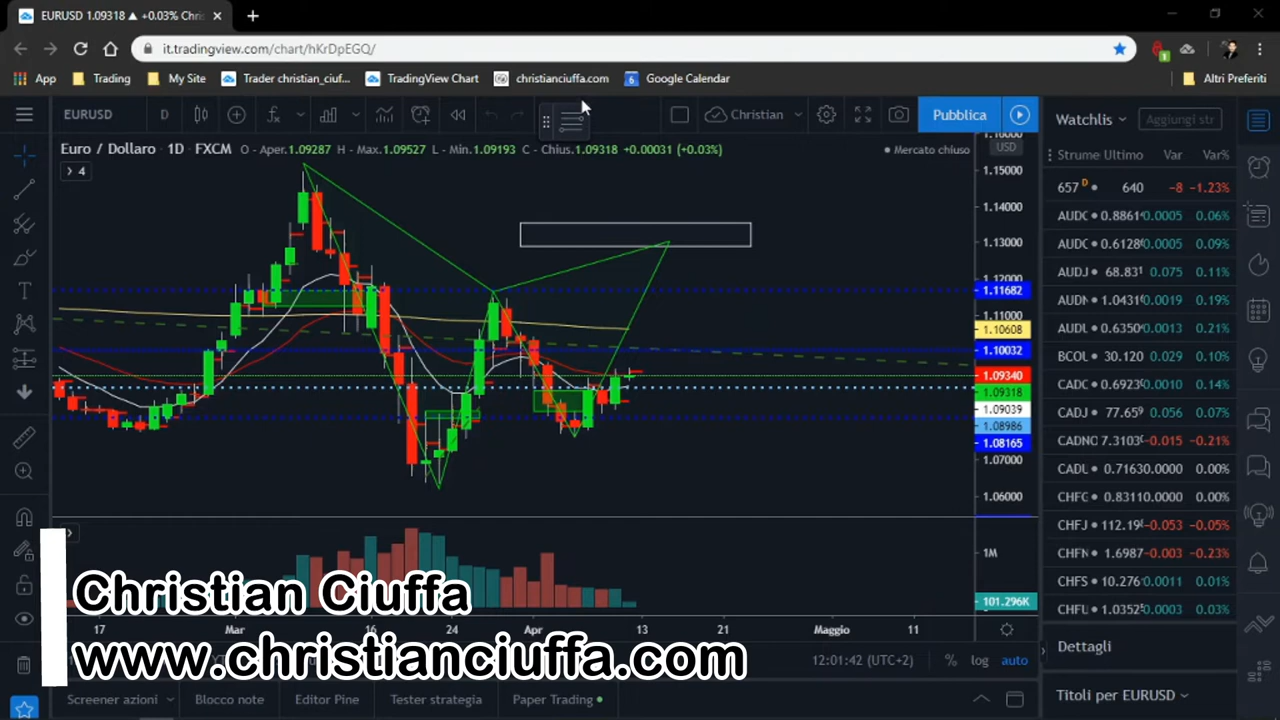 EURUSD 1.09318 ▲ +0.03% Chri
it.tradingview.com/chart/hKrDpEGQ/
App Trading My Site Trader christian_ciuf... TradingView Chart christianciuffa.com 6 Google Calendar Altri Preferiti
EURUSD D Christian Pubblica Watchlis Aggiungi stru
Euro / Dollaro • 1D • FXCM O - Aper.1.09287 H - Max.1.09527 L - Min.1.09193 C - Chius.1.09318 +0.00031 (+0.03%) Mercato chiuso
USD
4
Strume Ultimo Var Var%
657 D 640 −8 −1.23%
AUDC 0.8861 0.0005 0.06%
AUDH 0.6128 0.0005 0.09%
AUDJ 68.83 0.075 0.11%
AUDN 1.0431 0.0019 0.19%
AUDL 0.6350 0.0013 0.21%
BCOL 30.120 0.029 0.10%
CADC 0.6923 0.0010 0.14%
CADJ 77.65 0.056 0.07%
CADNO 7.3103 −0.015 −0.21%
CADL 0.7163 0.0000 0.00%
CHFC 0.8311 0.0000 0.00%
CHFJ 112.19 −0.053 −0.05%
CHFN 1.6987 −0.003 −0.23%
CHFS 10.276 0.0011 0.01%
CHFU 1.0352 0.0003 0.03%
1.15000
1.14000
1.13000
1.12000
1.11682
1.11000
1.10608
1.10032
1.09340
1.09318
1.09039
1.08986
1.08165
1.07000
1.06000
1M
101.296K
17 Mar 16 24 Apr 13 21 Maggio 11
Christian Ciuffa
www.christianciuffa.com
12:01:42 (UTC+2) % log auto
Dettagli
Titoli per EURUSD
Screener azioni Blocco note Editor Pine Tester strategia Paper Trading